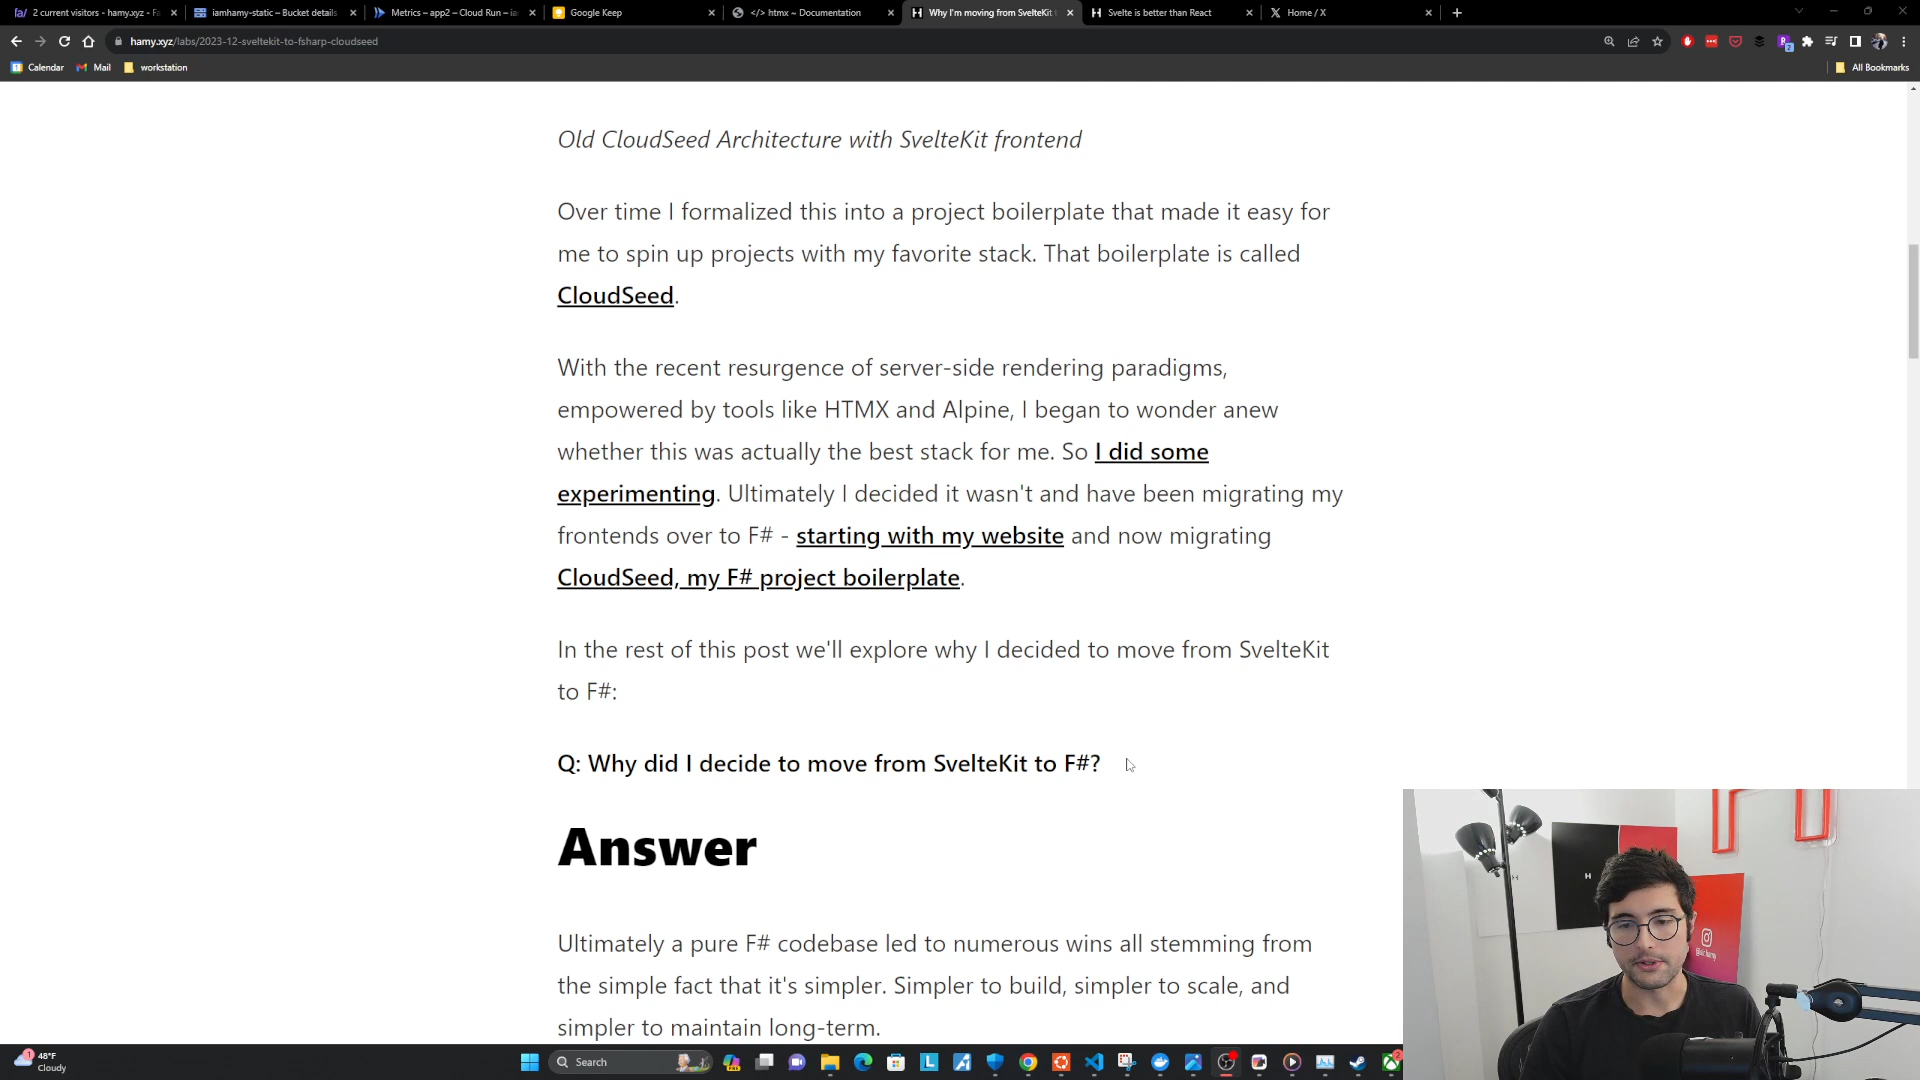 2 current visitors - hamy.xyz - Fa
iamhamy-static – Bucket details
Metrics – app2 – Cloud Run – ia
Google Keep
</> htmx ~ Documentation
Why I'm moving from SvelteKit t
Svelte is better than React
Home / X
hamy.xyz/labs/2023-12-sveltekit-to-fsharp-cloudseed
Calendar
Mail
workstation
All Bookmarks
Old CloudSeed Architecture with SvelteKit frontend
Over time I formalized this into a project boilerplate that made it easy for
me to spin up projects with my favorite stack. That boilerplate is called
CloudSeed.
With the recent resurgence of server-side rendering paradigms,
empowered by tools like HTMX and Alpine, I began to wonder anew
whether this was actually the best stack for me. So I did some
experimenting. Ultimately I decided it wasn't and have been migrating my
frontends over to F# - starting with my website and now migrating
CloudSeed, my F# project boilerplate.
In the rest of this post we'll explore why I decided to move from SvelteKit
to F#:
Q: Why did I decide to move from SvelteKit to F#?
Answer
Ultimately a pure F# codebase led to numerous wins all stemming from
the simple fact that it's simpler. Simpler to build, simpler to scale, and
simpler to maintain long-term.
48°F
Cloudy
Search